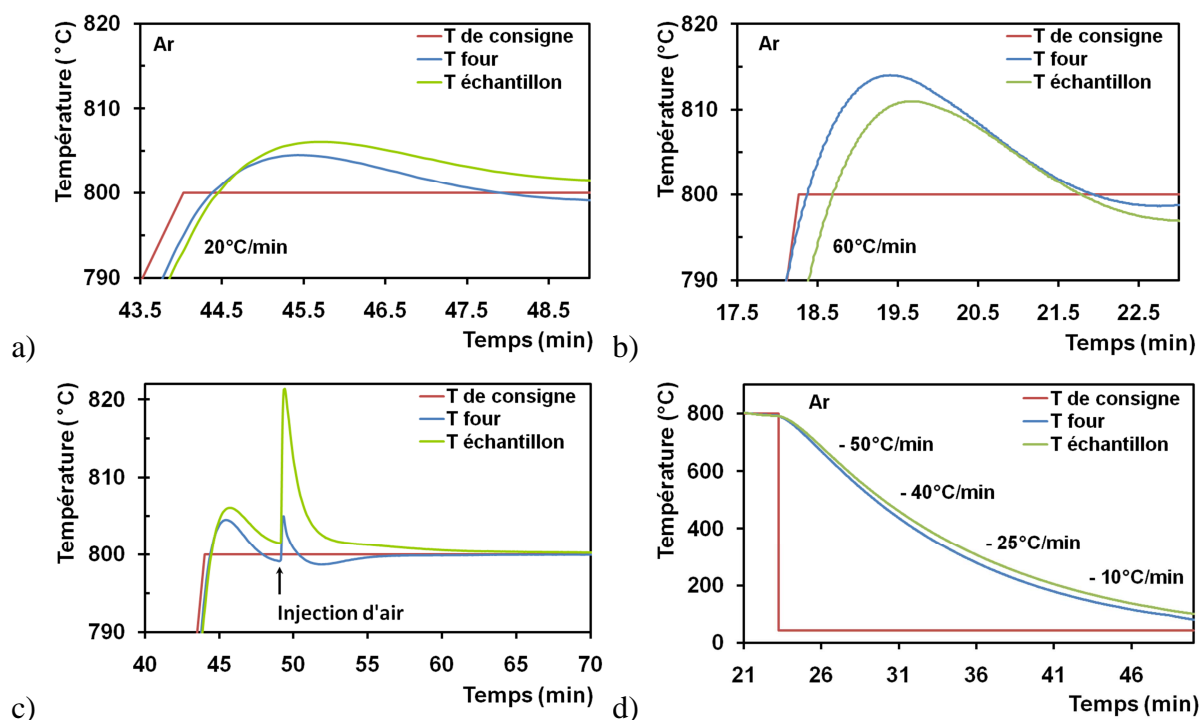 a)
Température (°C)
820
810
800
790
Ar
T de consigne
T four
T échantillon
20°C/min
43.5 44.5 45.5 46.5 47.5 48.5
Temps (min)
b)
Température (°C)
820
810
800
790
Ar
T de consigne
T four
T échantillon
60°C/min
17.5 18.5 19.5 20.5 21.5 22.5
Temps (min)
c)
Température (°C)
820
810
800
790
T de consigne
T four
T échantillon
Injection d'air
40 45 50 55 60 65 70
Temps (min)
d)
Température (°C)
800
600
400
200
0
Ar
T de consigne
T four
T échantillon
- 50°C/min
- 40°C/min
- 25°C/min
- 10°C/min
21 26 31 36 41 46
Temps (min)